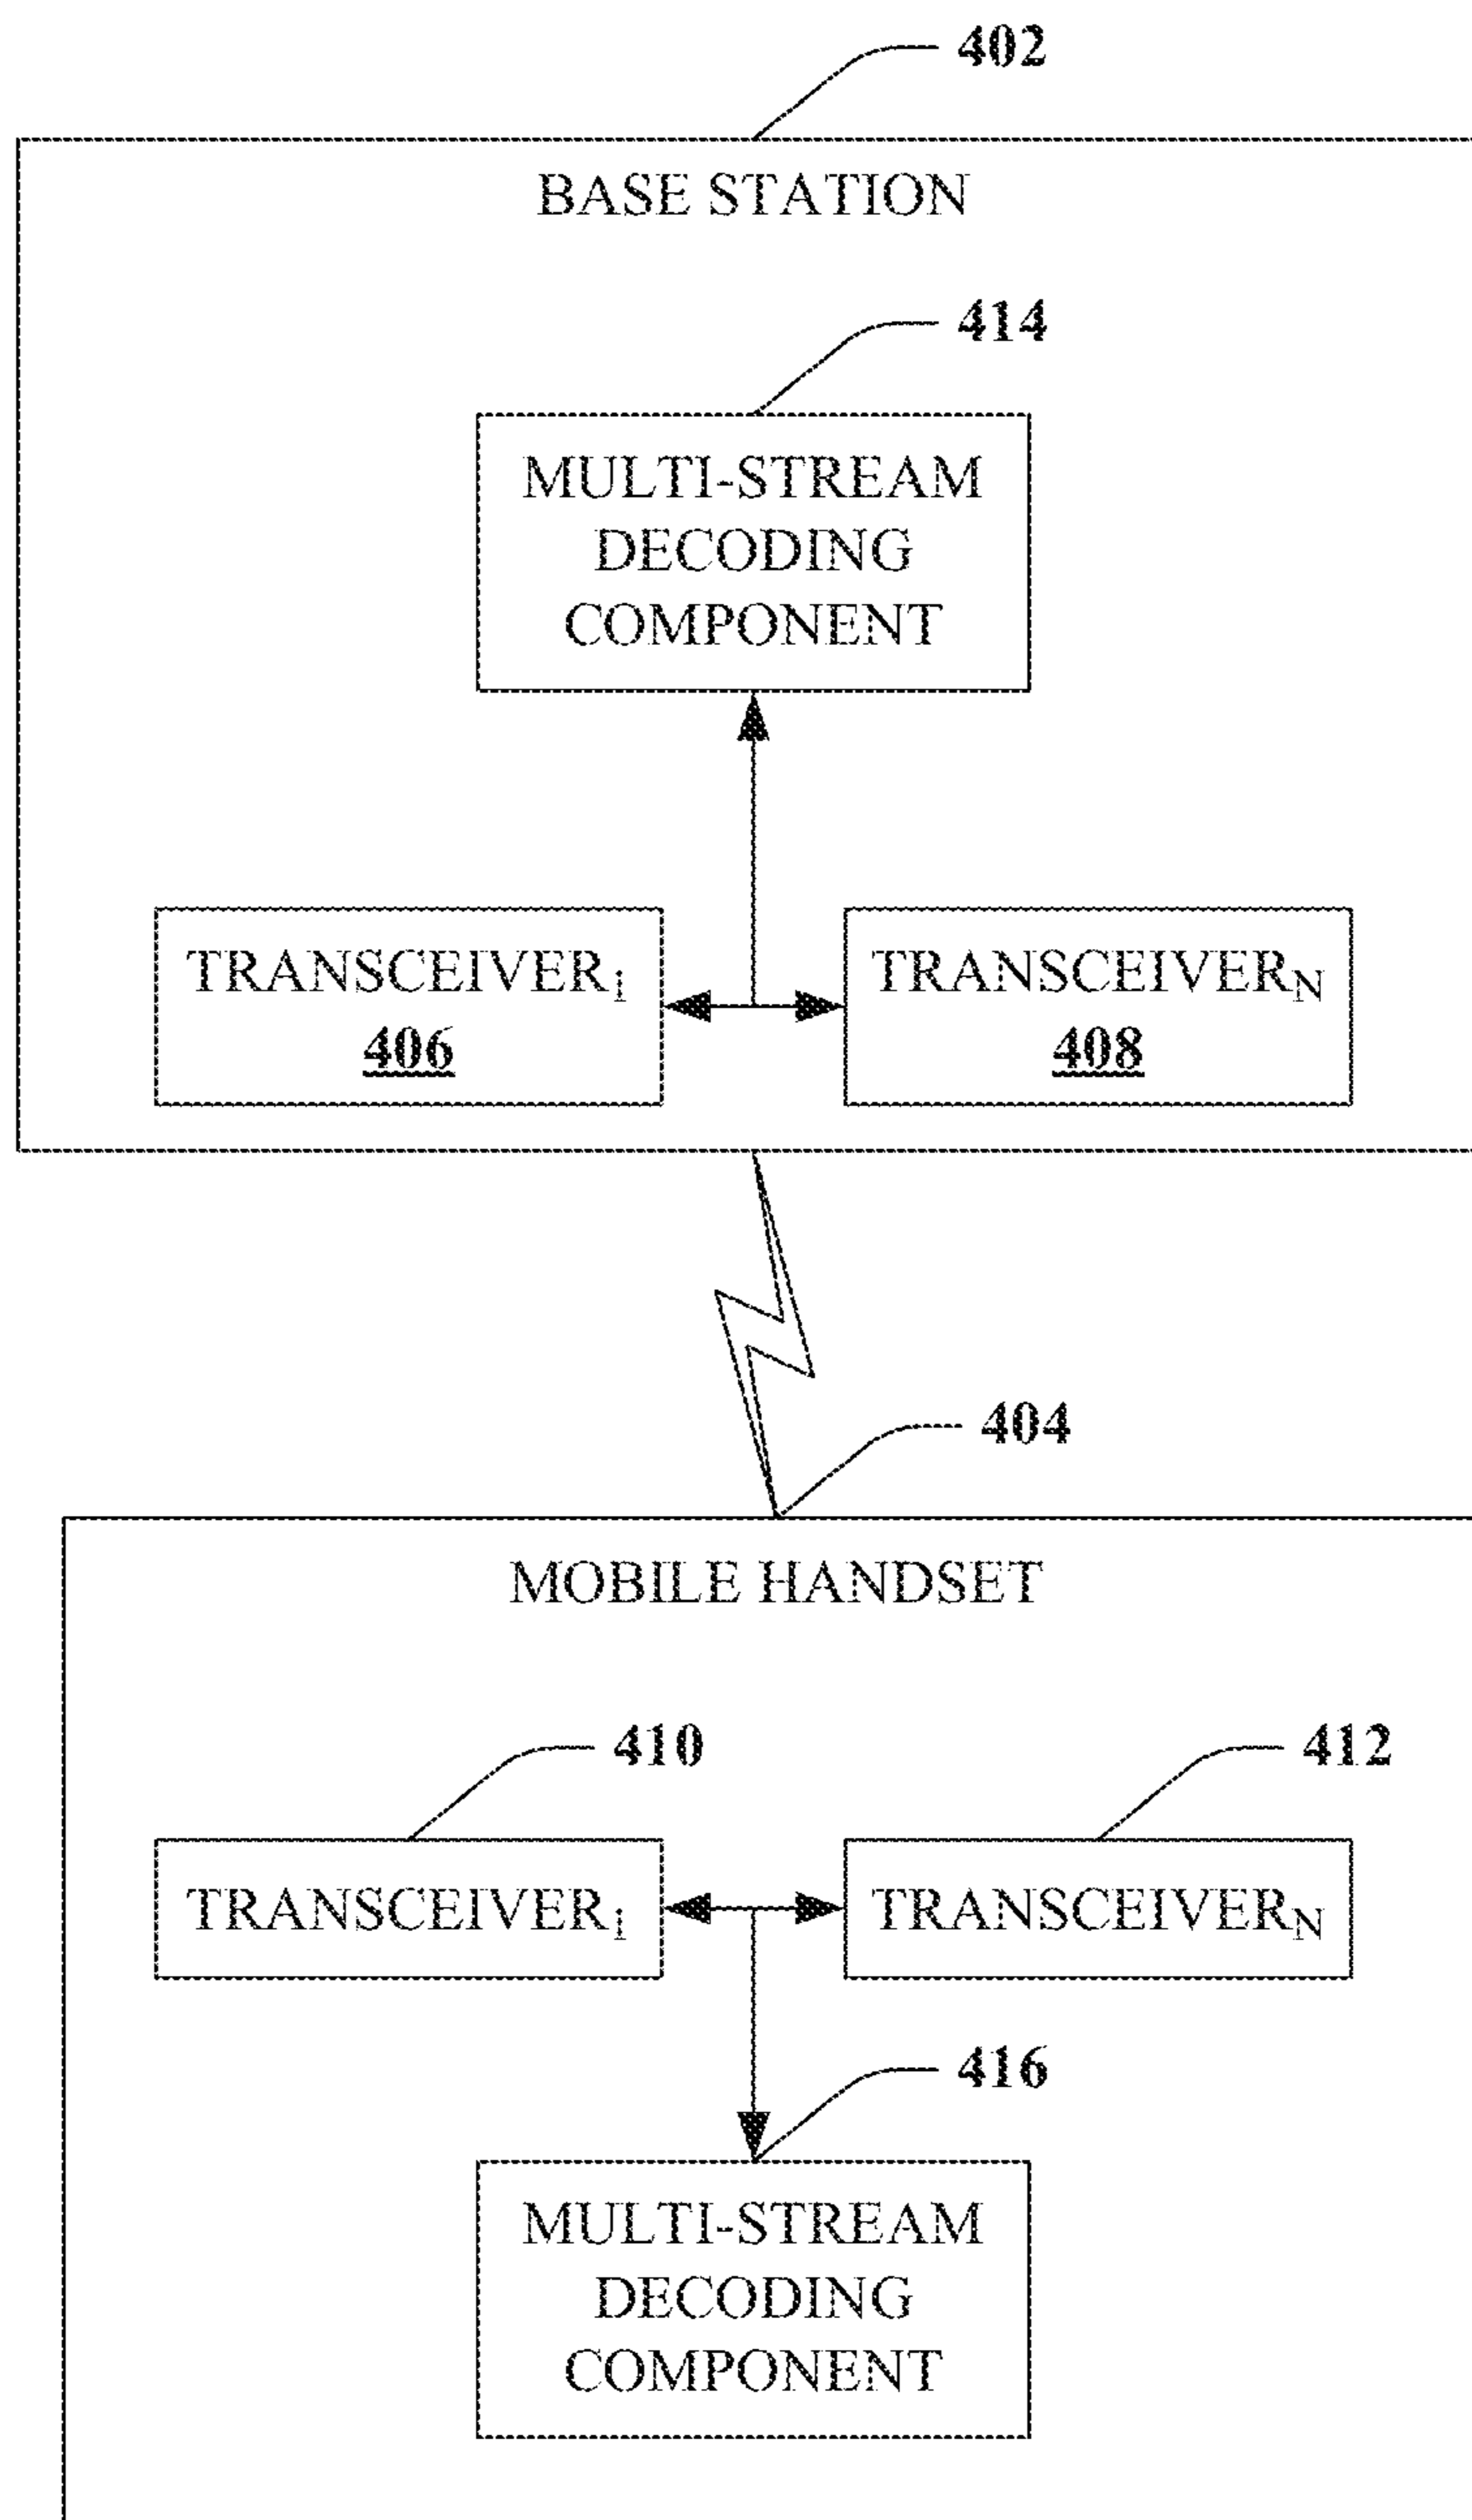 402
BASE STATION
414
MULTI-STREAM
DECODING
COMPONENT
TRANSCEIVER1
406
TRANSCEIVERN
408
404
MOBILE HANDSET
410
412
TRANSCEIVER1
TRANSCEIVERN
416
MULTI-STREAM
DECODING
COMPONENT